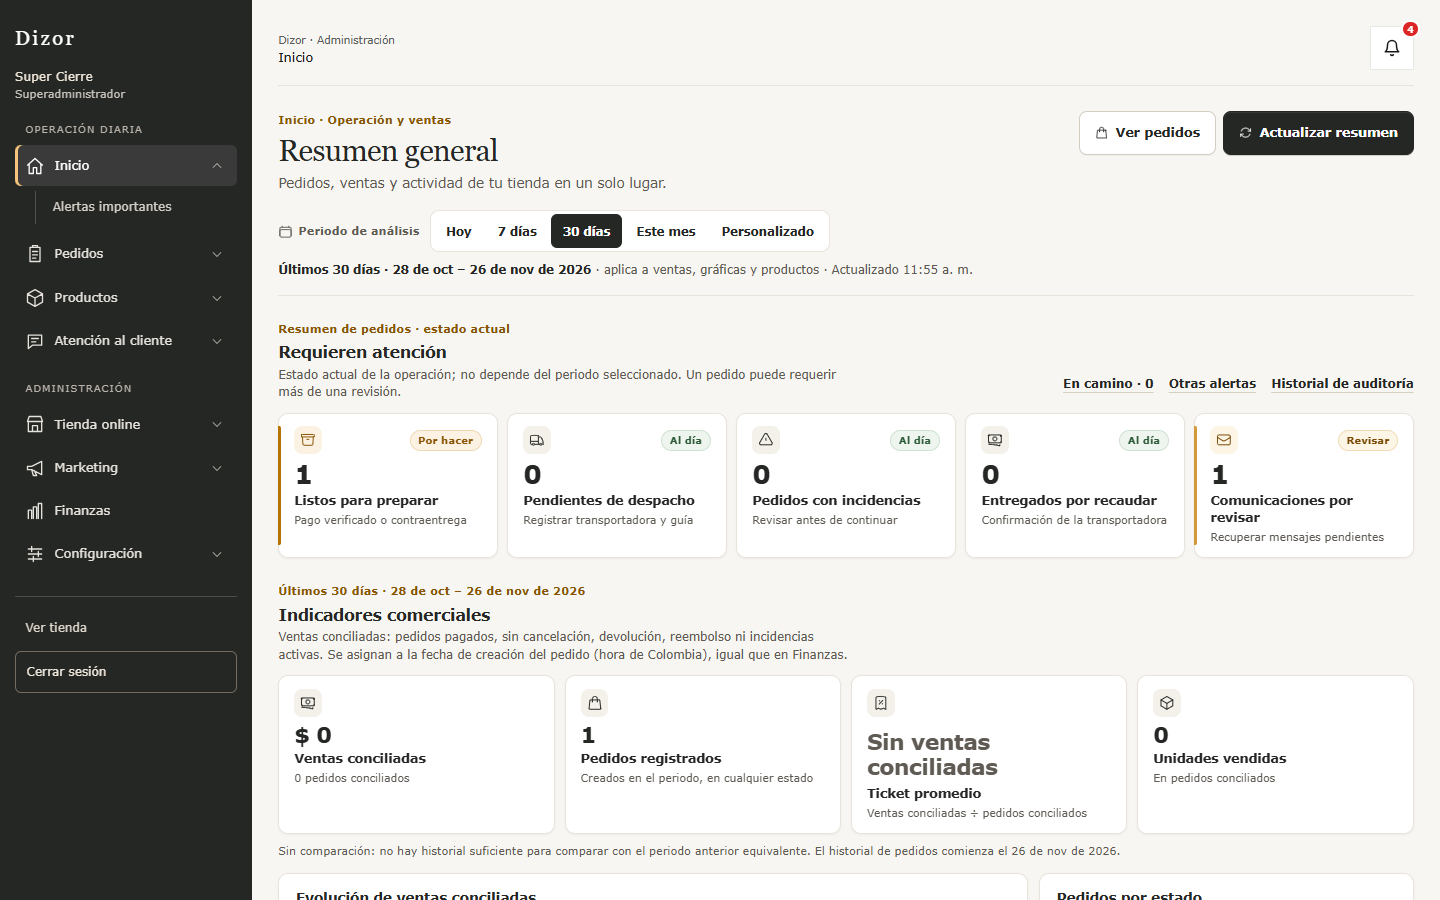 Dizor
Super Cierre
Superadministrador
OPERACIÓN DIARIA
Inicio
Alertas importantes
Pedidos
Productos
Atención al cliente
ADMINISTRACIÓN
Tienda online
Marketing
Finanzas
Configuración
Ver tienda
Cerrar sesión
Dizor · Administración
Inicio
4
Inicio · Operación y ventas
Resumen general
Pedidos, ventas y actividad de tu tienda en un solo lugar.
Ver pedidos
Actualizar resumen
Periodo de análisis
Hoy
7 días
30 días
Este mes
Personalizado
Últimos 30 días · 28 de oct – 26 de nov de 2026 · aplica a ventas, gráficas y productos · Actualizado 11:55 a. m.
Resumen de pedidos · estado actual
Requieren atención
Estado actual de la operación; no depende del periodo seleccionado. Un pedido puede requerir
más de una revisión.
En camino · 0
Otras alertas
Historial de auditoría
Por hacer
1
Listos para preparar
Pago verificado o contraentrega
Al día
0
Pendientes de despacho
Registrar transportadora y guía
Al día
0
Pedidos con incidencias
Revisar antes de continuar
Al día
0
Entregados por recaudar
Confirmación de la transportadora
Revisar
1
Comunicaciones por
revisar
Recuperar mensajes pendientes
Últimos 30 días · 28 de oct – 26 de nov de 2026
Indicadores comerciales
Ventas conciliadas: pedidos pagados, sin cancelación, devolución, reembolso ni incidencias
activas. Se asignan a la fecha de creación del pedido (hora de Colombia), igual que en Finanzas.
$ 0
Ventas conciliadas
0 pedidos conciliados
1
Pedidos registrados
Creados en el periodo, en cualquier estado
Sin ventas
conciliadas
Ticket promedio
Ventas conciliadas ÷ pedidos conciliados
0
Unidades vendidas
En pedidos conciliados
Sin comparación: no hay historial suficiente para comparar con el periodo anterior equivalente. El historial de pedidos comienza el 26 de nov de 2026.
Evolución de ventas conciliadas
Pedidos por estado